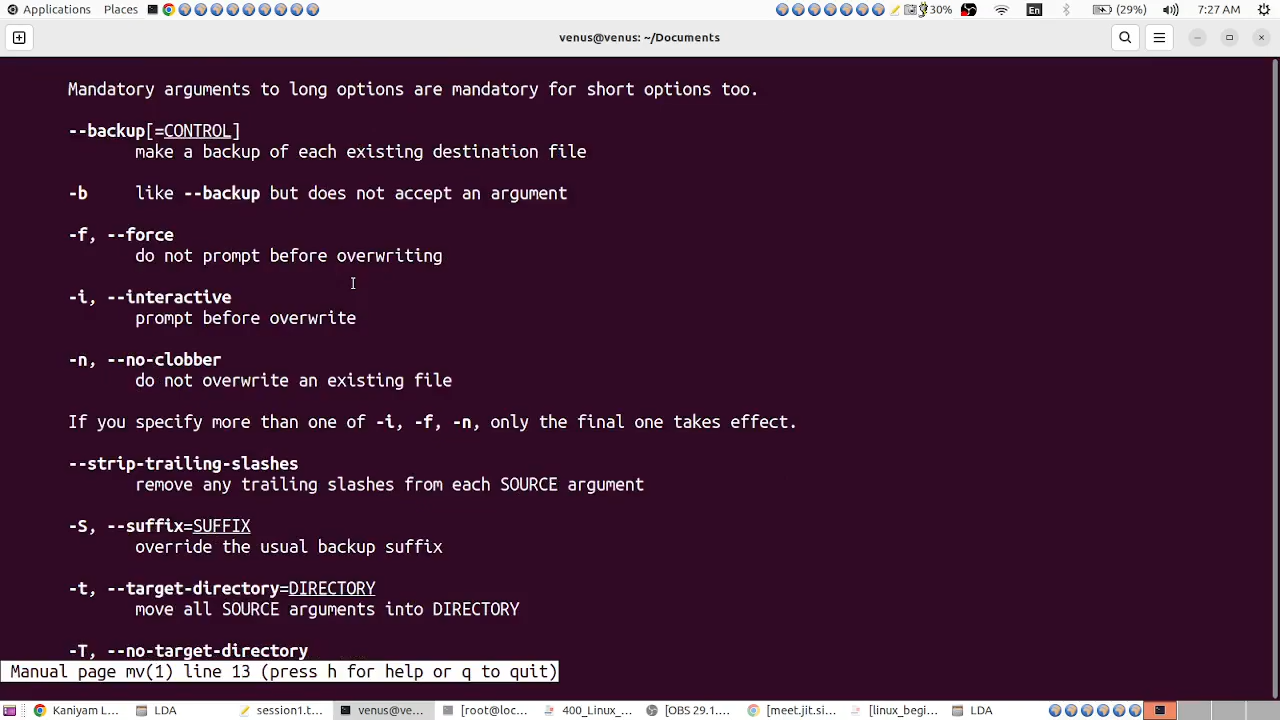 Applications Places 30% En (29%) 7:27 AM
venus@venus: ~/Documents
Mandatory arguments to long options are mandatory for short options too.
--backup[=CONTROL]
make a backup of each existing destination file
-b like --backup but does not accept an argument
-f, --force
do not prompt before overwriting
-i, --interactive
prompt before overwrite
-n, --no-clobber
do not overwrite an existing file
If you specify more than one of -i, -f, -n, only the final one takes effect.
--strip-trailing-slashes
remove any trailing slashes from each SOURCE argument
-S, --suffix=SUFFIX
override the usual backup suffix
-t, --target-directory=DIRECTORY
move all SOURCE arguments into DIRECTORY
-T, --no-target-directory
Manual page mv(1) line 13 (press h for help or q to quit)
Kaniyam L... LDA session1.t... venus@ve... [root@loc... 400_Linux_... [OBS 29.1.... [meet.jit.si... [linux_begi... LDA